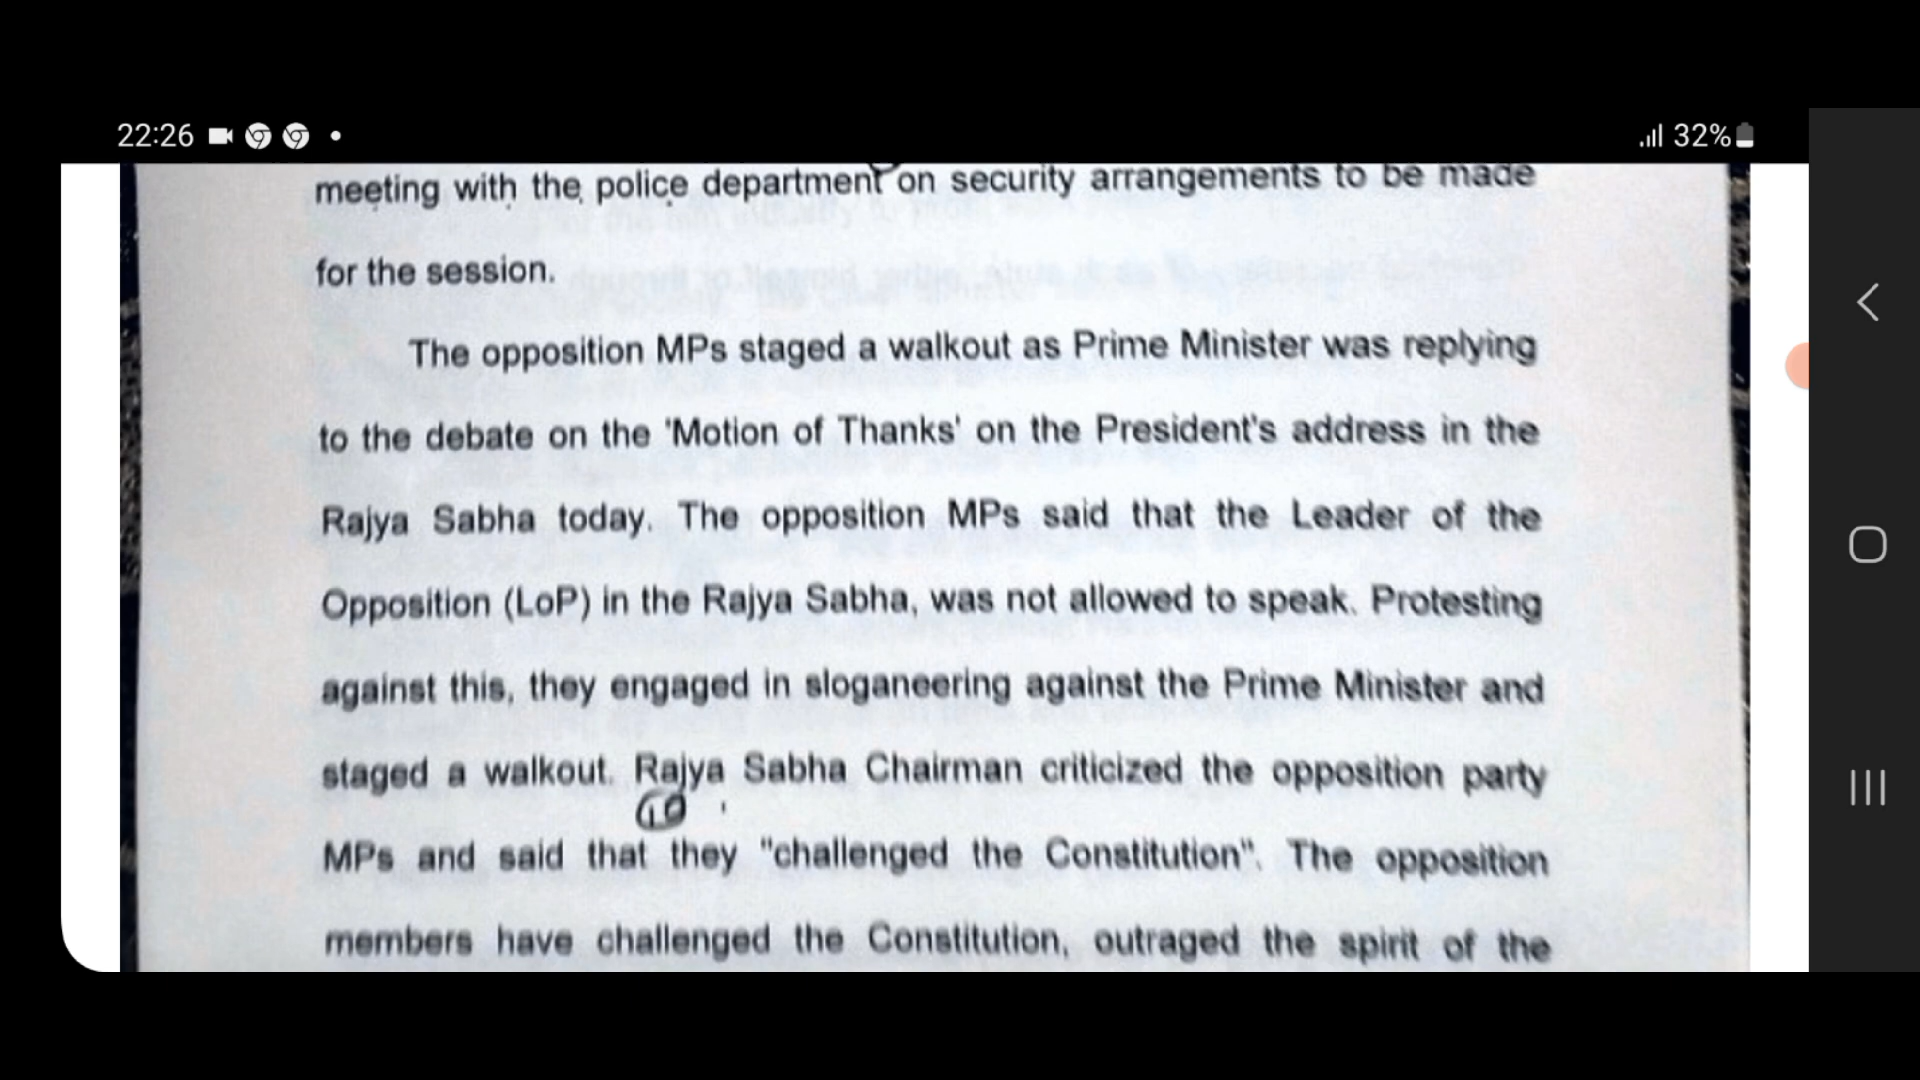 22:26
32%
meeting with the police department on security arrangements to be made
for the session.
The opposition MPs staged a walkout as Prime Minister was replying
to the debate on the 'Motion of Thanks' on the President's address in the
Rajya Sabha today. The opposition MPs said that the Leader of the
Opposition (LoP) in the Rajya Sabha, was not allowed to speak. Protesting
against this, they engaged in sloganeering against the Prime Minister and
staged a walkout. Rajya Sabha Chairman criticized the opposition party
10
MPs and said that they "challenged the Constitution". The opposition
members have challenged the Constitution, outraged the spirit of the